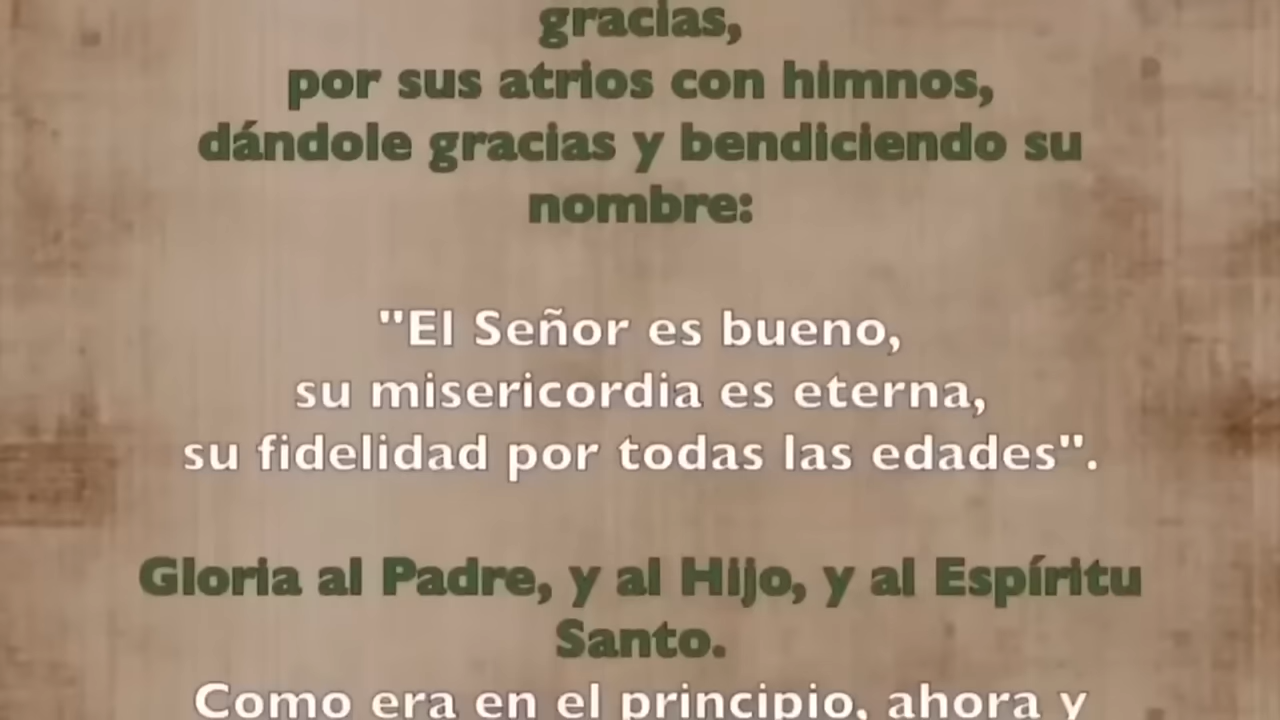 gracias,
por sus atrios con himnos,
dándole gracias y bendiciendo su
nombre:
"El Señor es bueno,
su misericordia es eterna,
su fidelidad por todas las edades".
Gloria al Padre, y al Hijo, y al Espíritu
Santo.
Como era en el principio, ahora y